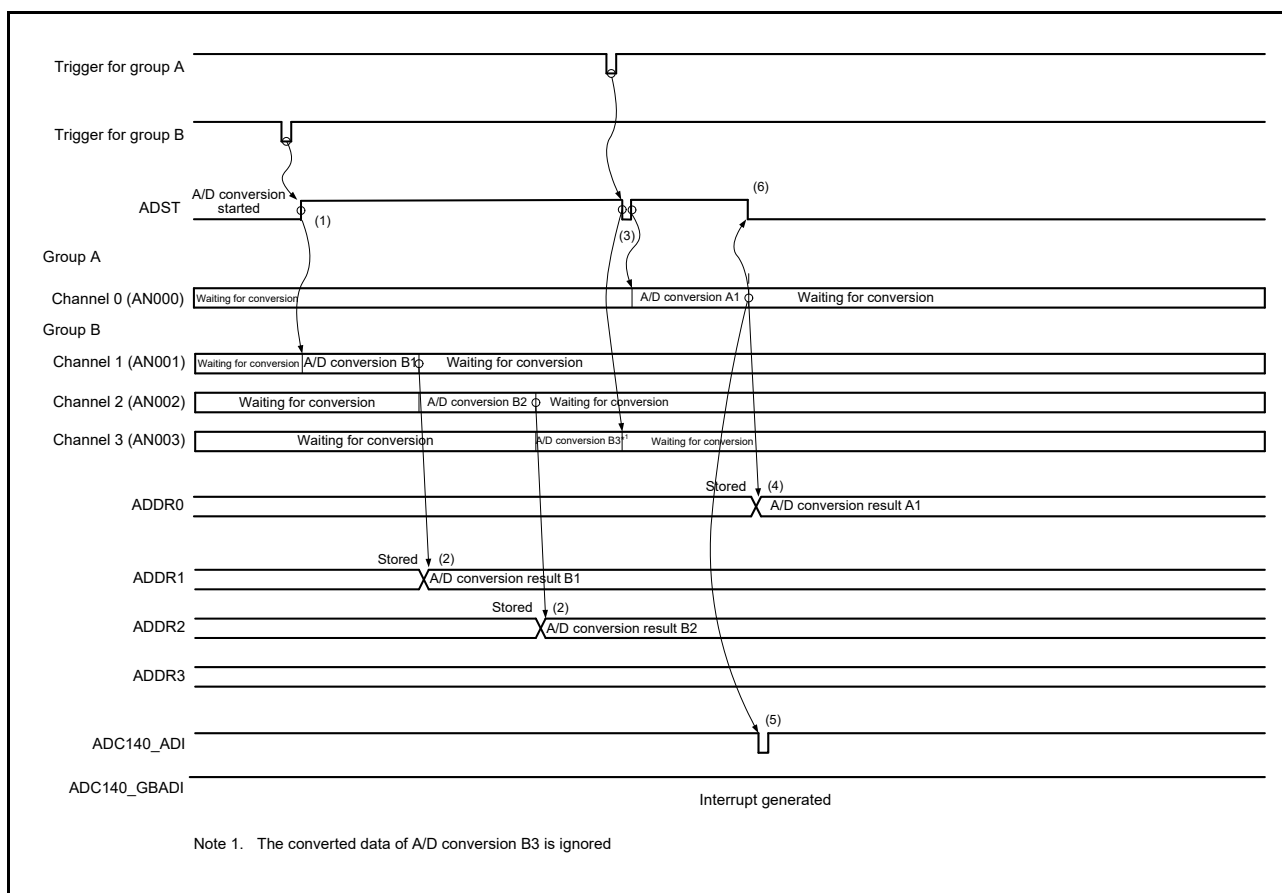 Trigger for group A
Trigger for group B
A/D conversion
started
ADST
(1)
(3)
(6)
Group A
Channel 0 (AN000)
Waiting for conversion
A/D conversion A1
Waiting for conversion
Group B
Channel 1 (AN001)
Waiting for conversion
A/D conversion B1
Waiting for conversion
Channel 2 (AN002)
Waiting for conversion
A/D conversion B2
Waiting for conversion
Channel 3 (AN003)
Waiting for conversion
A/D conversion B3*1
Waiting for conversion
ADDR0
Stored
(4)
A/D conversion result A1
ADDR1
Stored
(2)
A/D conversion result B1
ADDR2
Stored
(2)
A/D conversion result B2
ADDR3
ADC140_ADI
(5)
ADC140_GBADI
Interrupt generated
Note 1. The converted data of A/D conversion B3 is ignored